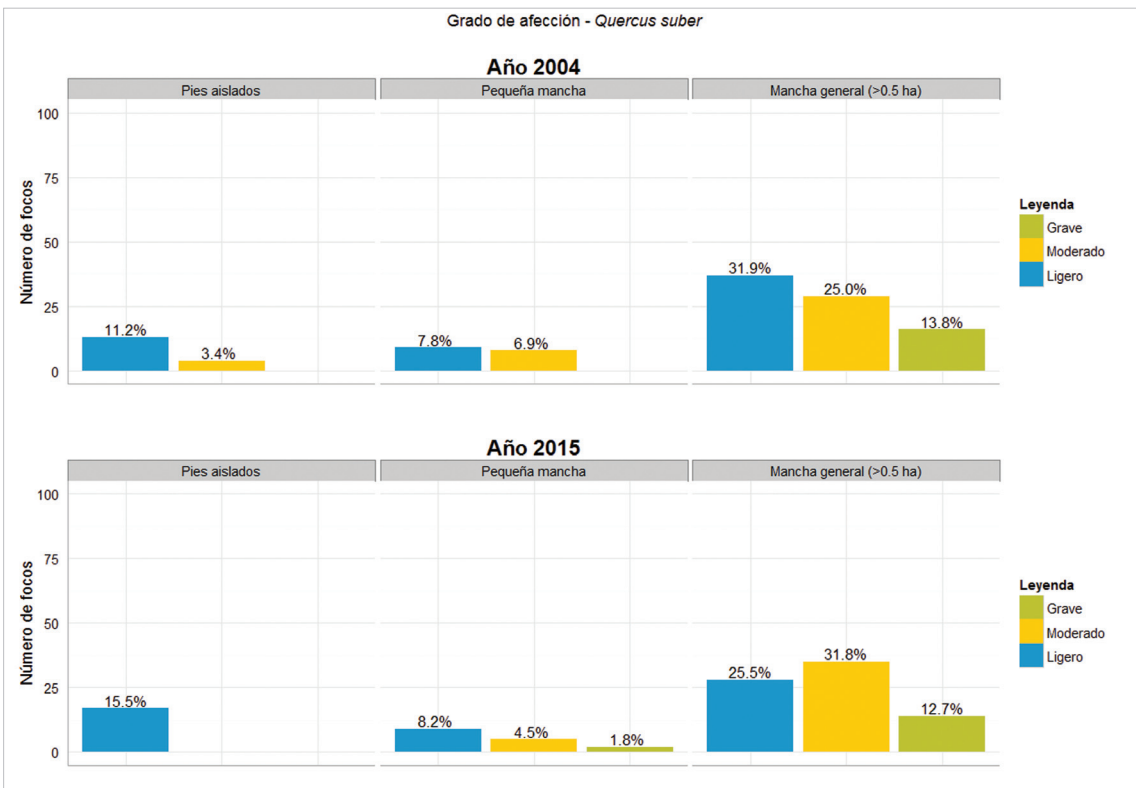 Grado de afección - Quercus suber
Año 2004
Pies aislados
Pequeña mancha
Mancha general (>0.5 ha)
Número de focos
100
75
50
25
0
11.2%
3.4%
7.8%
6.9%
31.9%
25.0%
13.8%
Leyenda
Grave
Moderado
Ligero
Año 2015
Pies aislados
Pequeña mancha
Mancha general (>0.5 ha)
Número de focos
100
75
50
25
0
15.5%
8.2%
4.5%
1.8%
25.5%
31.8%
12.7%
Leyenda
Grave
Moderado
Ligero